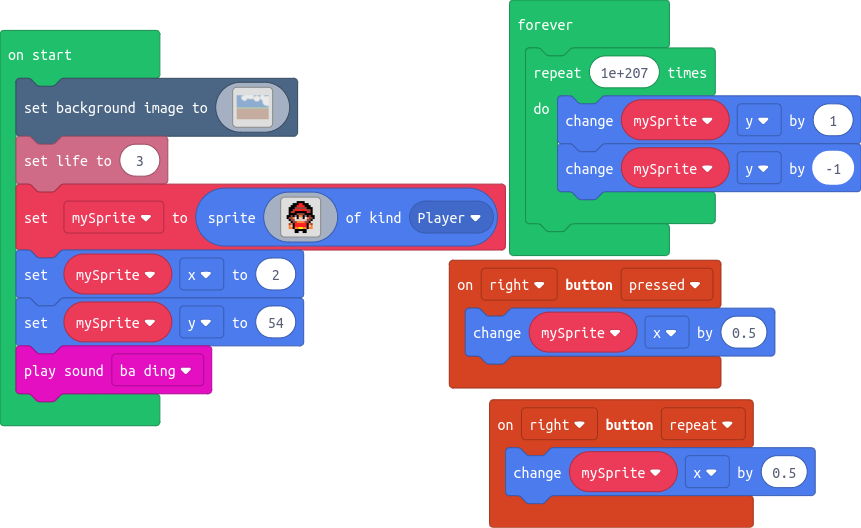 on start
set background image to
set life to 3
set mySprite to sprite of kind Player
set mySprite x to 2
set mySprite y to 54
play sound ba ding
forever
repeat 1e+207 times
do change mySprite y by 1
change mySprite y by -1
on right button pressed
change mySprite x by 0.5
on right button repeat
change mySprite x by 0.5